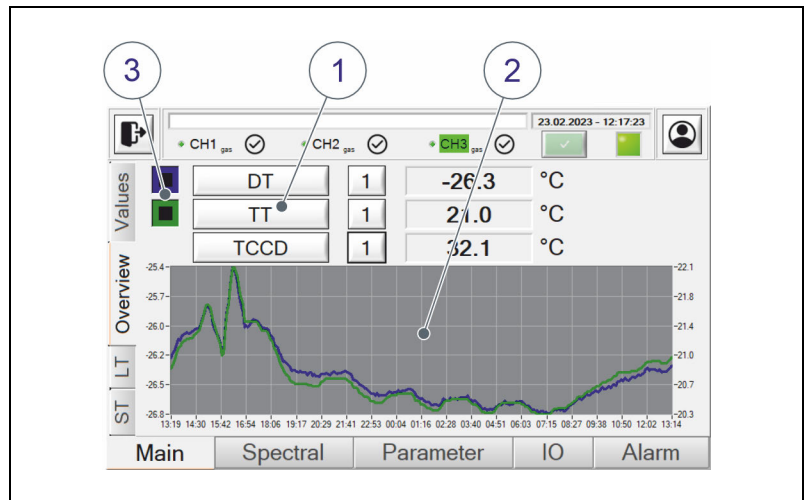 3 1 2
23.02.2023 - 12:17:23
CH1 gas CH2 gas CH3 gas
Values
DT 1 -26.3 °C
TT 1 21.0 °C
TCCD 1 32.1 °C
Overview
LT
ST
-25.4 -22.1
-25.7 -21.8
-26.0 -21.4
-26.2 -21.0
-26.5 -20.7
-26.8 -20.3
13:19 14:30 15:42 16:54 18:06 19:17 20:29 21:41 22:53 00:04 01:16 02:28 03:40 04:51 06:03 07:15 08:27 09:38 10:50 12:02 13:14
Main Spectral Parameter IO Alarm